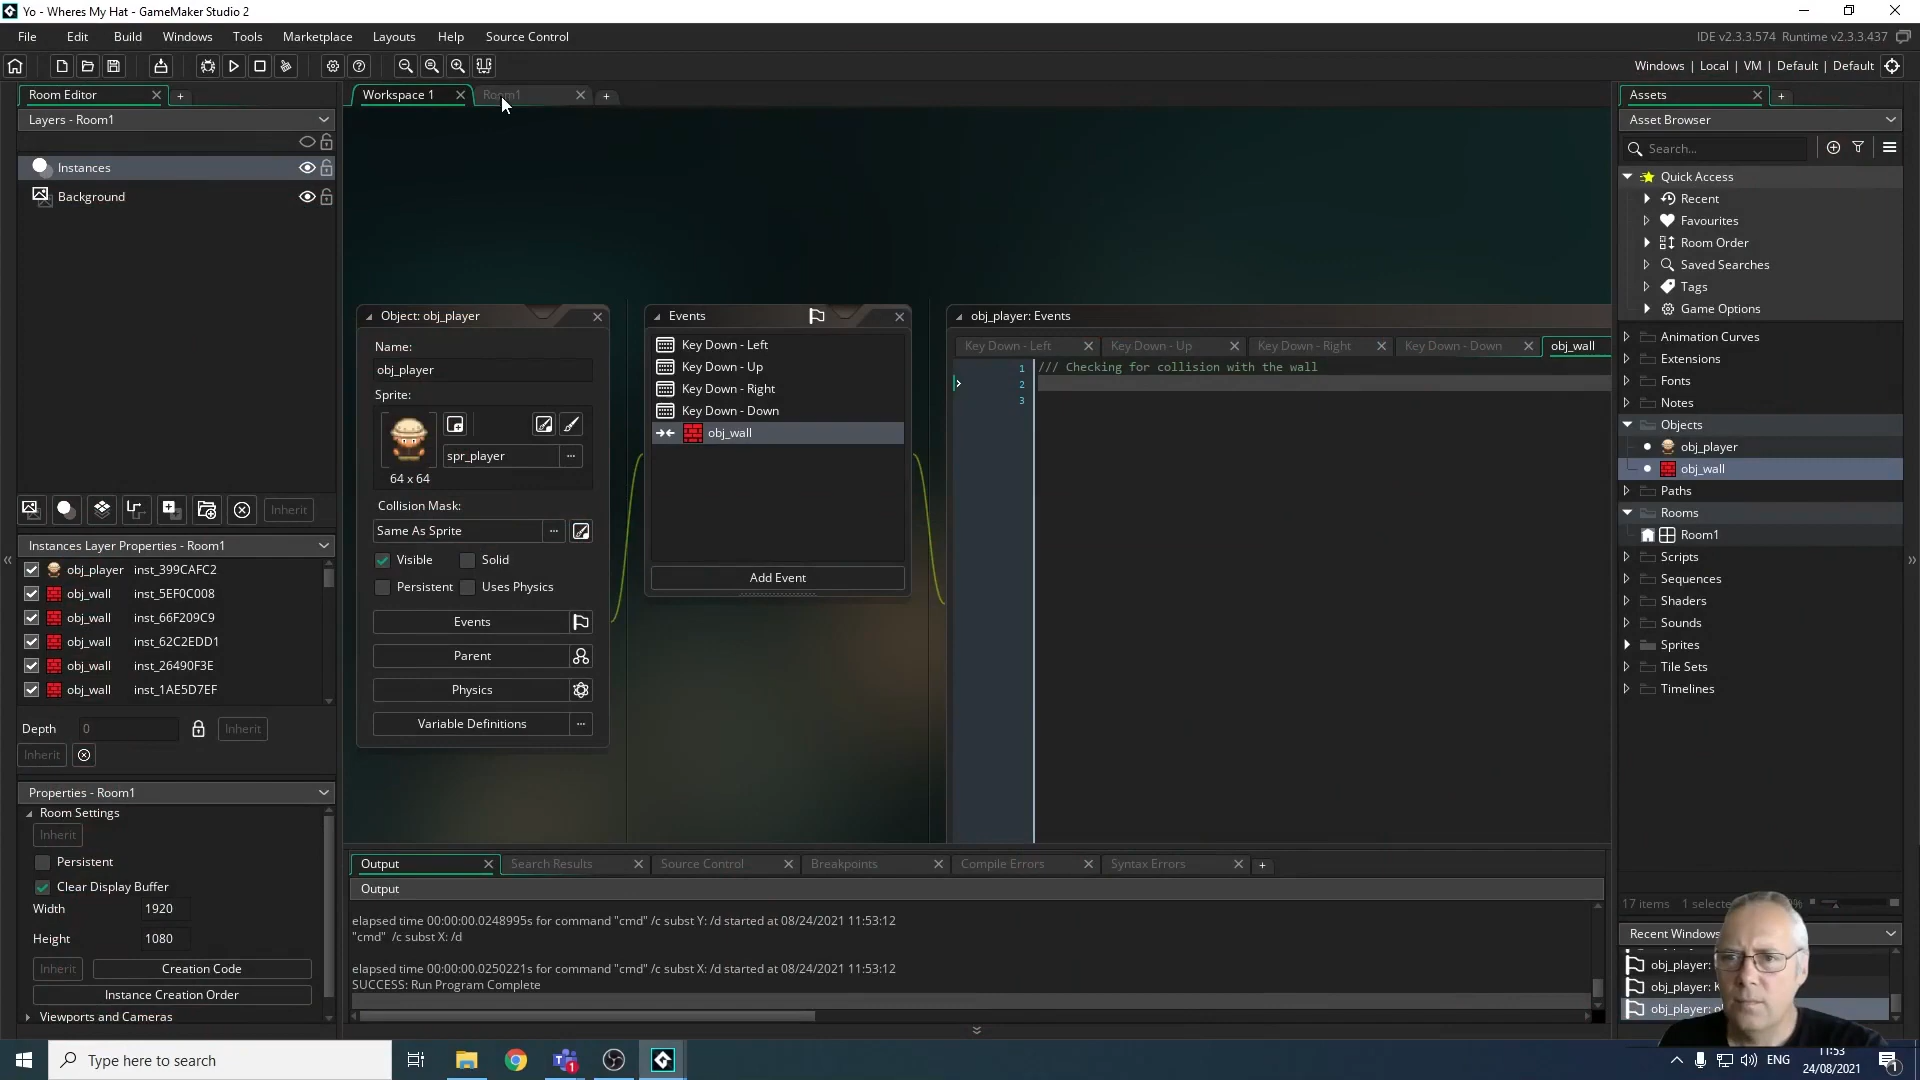 Yo - Wheres My Hat - GameMaker Studio 2
File Edit Build Windows Tools Marketplace Layouts Help Source Control
IDE v2.3.3.574 Runtime v2.3.3.437
Windows | Local | VM | Default | Default
Room Editor
Layers - Room1
Instances
Background
Inherit
Instances Layer Properties - Room1
obj_player inst_399CAFC2
obj_wall inst_5EF0C008
obj_wall inst_66F209C9
obj_wall inst_62C2EDD1
obj_wall inst_26490F3E
obj_wall inst_1AE5D7EF
Depth 0 Inherit
Inherit
Properties - Room1
Room Settings
Inherit
Persistent
Clear Display Buffer
Width 1920
Height 1080
Inherit Creation Code
Instance Creation Order
Viewports and Cameras
Workspace 1 Room1
Object: obj_player
Name:
obj_player
Sprite:
spr_player
64 x 64
Collision Mask:
Same As Sprite
Visible Solid
Persistent Uses Physics
Events
Parent
Physics
Variable Definitions
Events
Key Down - Left
Key Down - Up
Key Down - Right
Key Down - Down
obj_wall
Add Event
obj_player: Events
Key Down - Left Key Down - Up Key Down - Right Key Down - Down obj_wall
1 /// Checking for collision with the wall
2
3
Output Search Results Source Control Breakpoints Compile Errors Syntax Errors
Output
elapsed time 00:00:00.0248995s for command "cmd" /c subst Y: /d started at 08/24/2021 11:53:12
"cmd" /c subst X: /d
elapsed time 00:00:00.0250221s for command "cmd" /c subst X: /d started at 08/24/2021 11:53:12
SUCCESS: Run Program Complete
Assets
Asset Browser
Search...
Quick Access
Recent
Favourites
Room Order
Saved Searches
Tags
Game Options
Animation Curves
Extensions
Fonts
Notes
Objects
obj_player
obj_wall
Paths
Rooms
Room1
Scripts
Sequences
Shaders
Sounds
Sprites
Tile Sets
Timelines
17 items 1
Recent Windows
obj_player:
obj_player:
obj_player:
Type here to search
1
ENG
11:53
24/08/2021
1